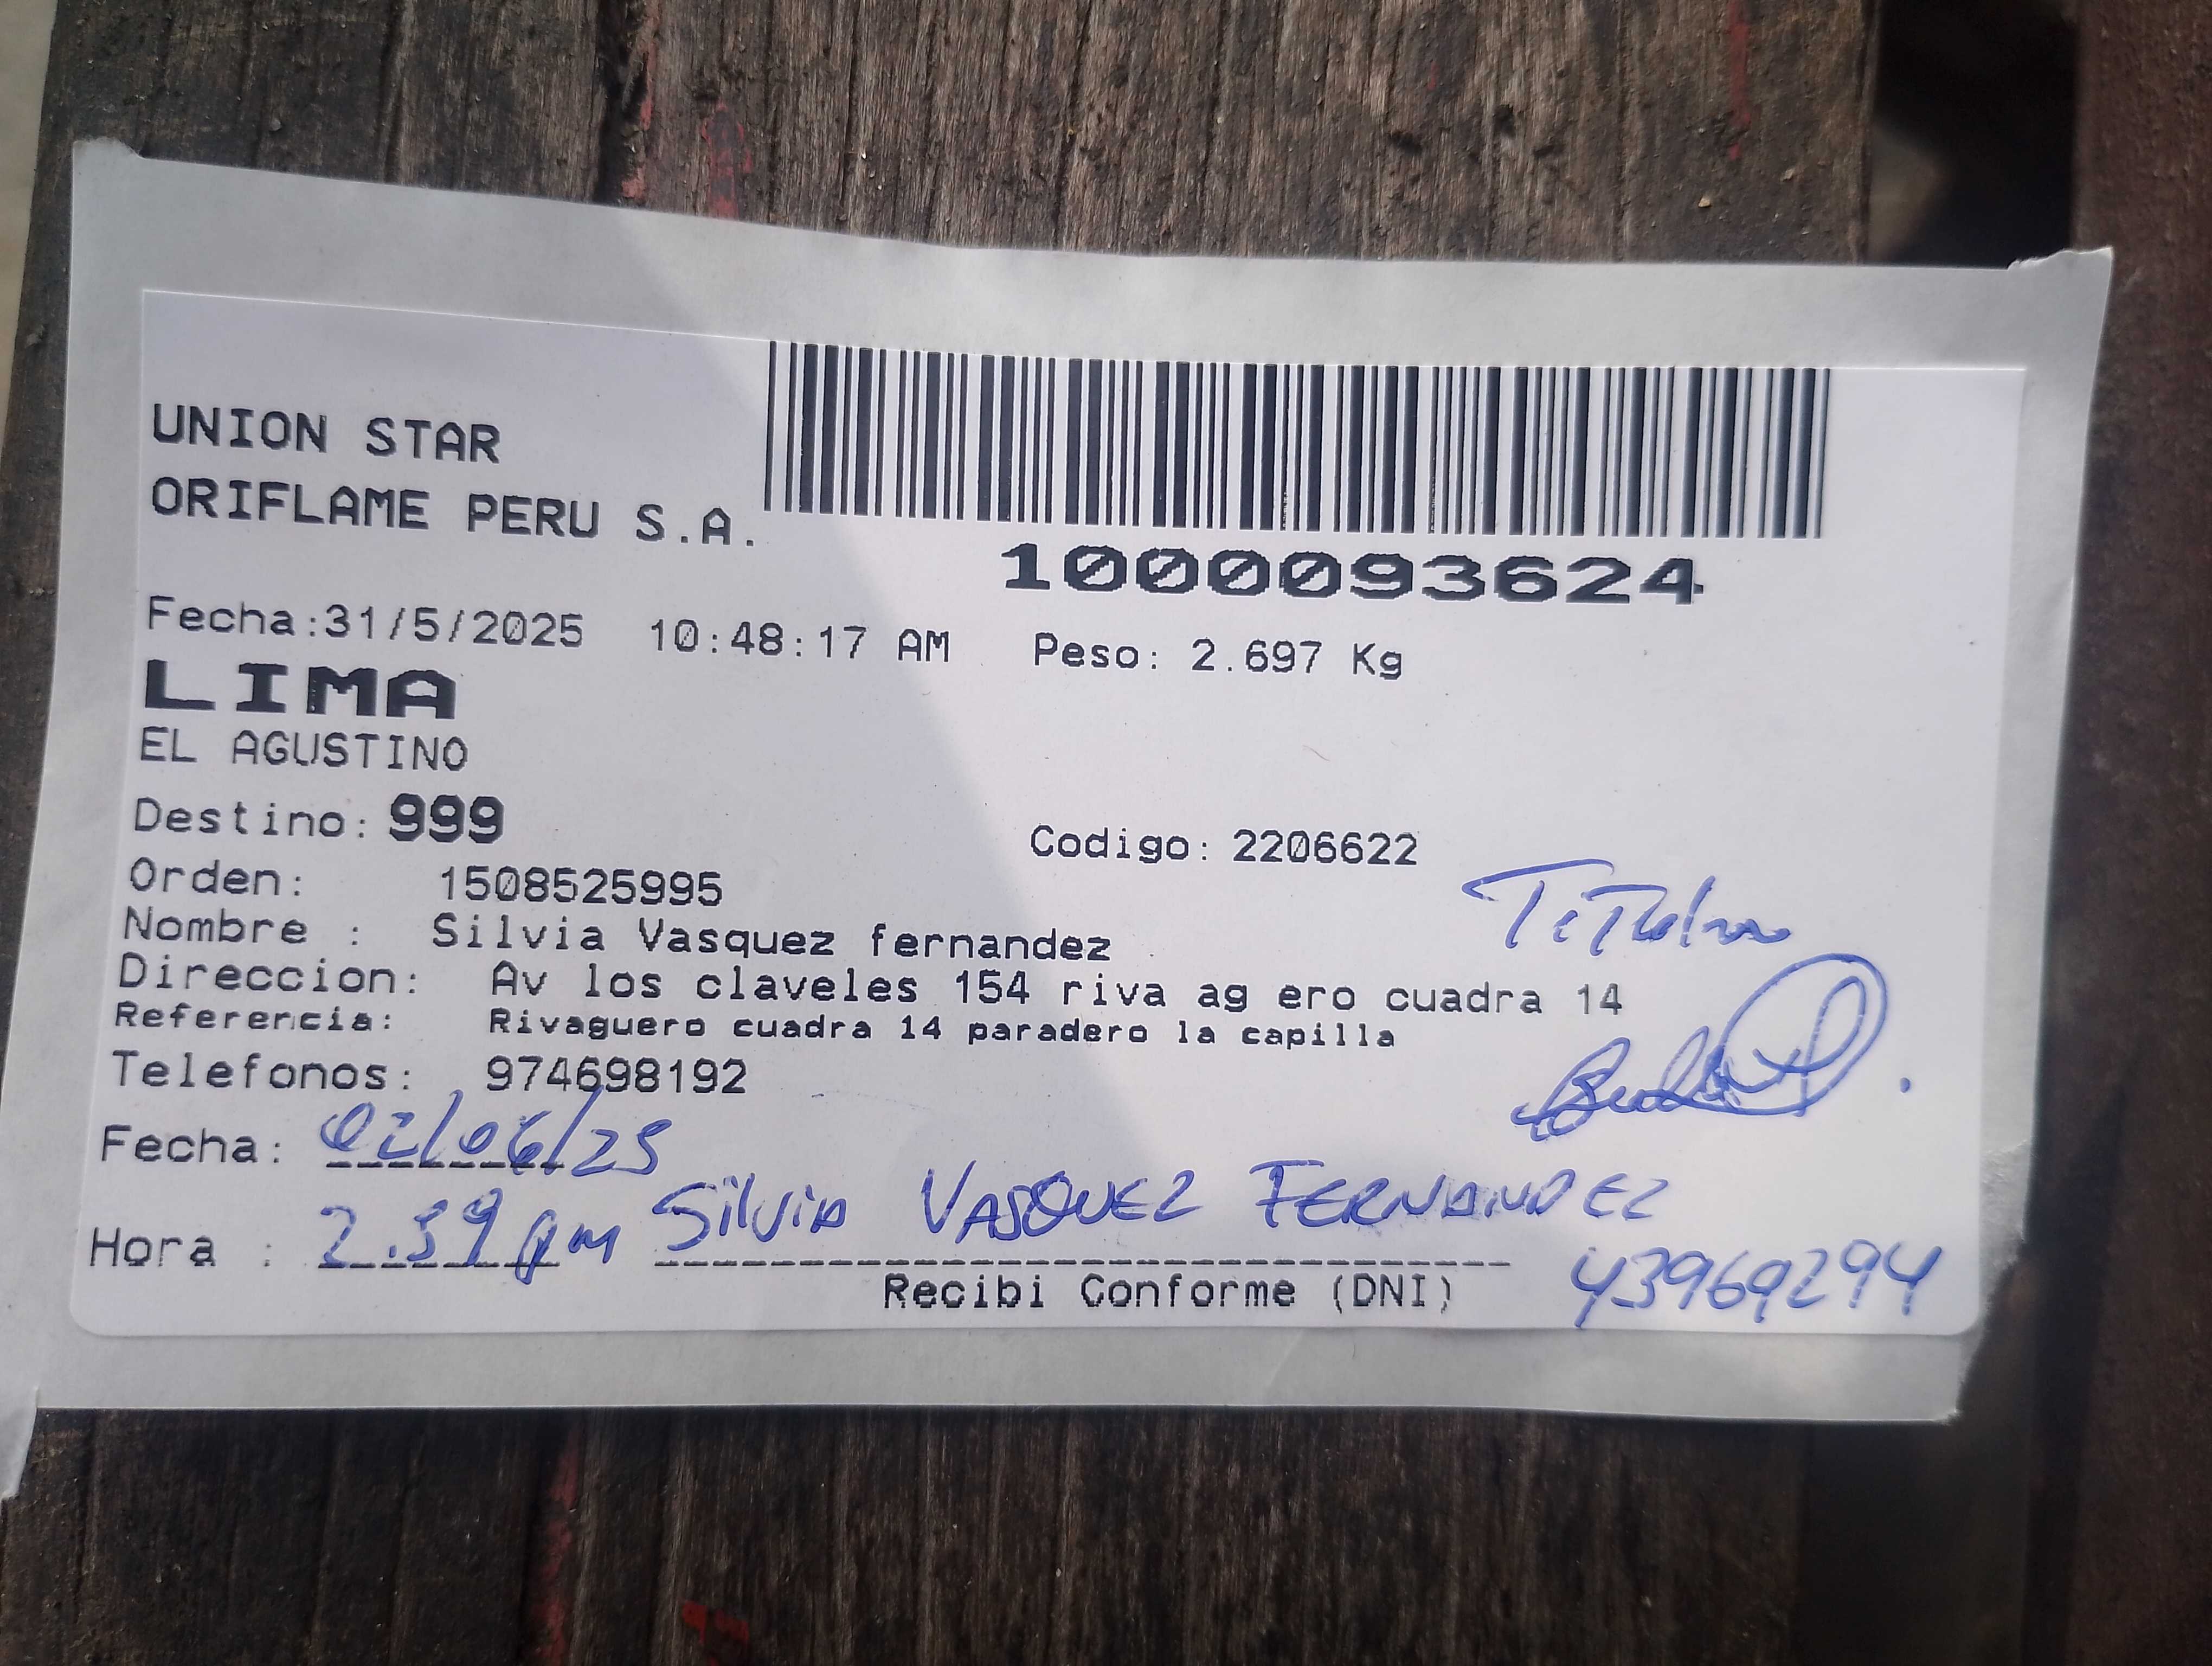 UNION STAR
ORIFLAME PERU S.A.
1000093624
Fecha:31/5/2025 10:48:17 AM Peso: 2.697 Kg
LIMA
EL AGUSTINO
Destino: 999 Codigo: 2206622
Orden: 1508525995
Titular
Nombre : Silvia Vasquez fernandez
Direccion: Av los claveles 154 riva ag ero cuadra 14
Referencia: Rivaguero cuadra 14 paradero la capilla
Telefonos: 974698192
Fecha: 02/06/25
Hora : 2.39 pm Silvia VASQUEZ FERNANDEZ
Recibi Conforme (DNI) 43969294